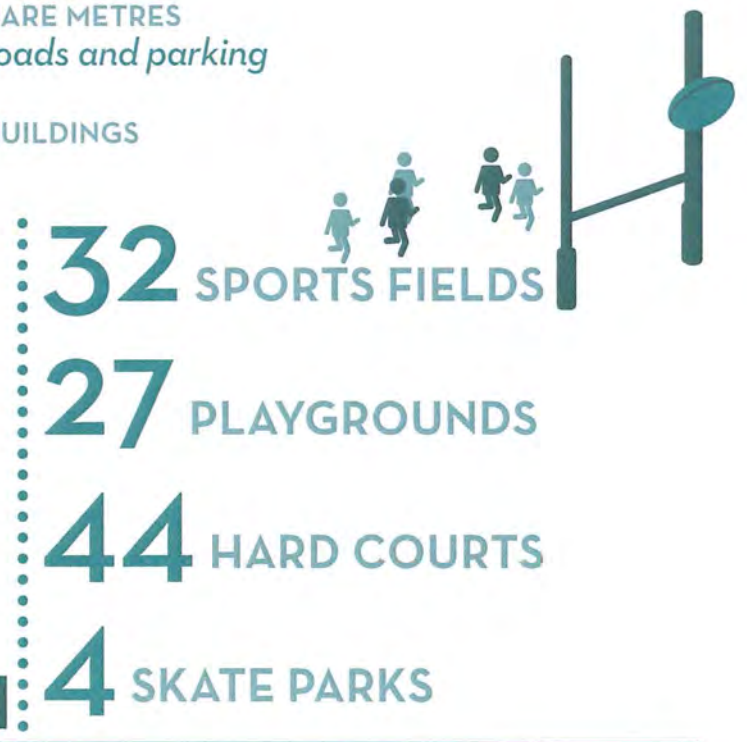 ARE METRES
oads and parking
UILDINGS
32 SPORTS FIELDS
27 PLAYGROUNDS
44 HARD COURTS
4 SKATE PARKS